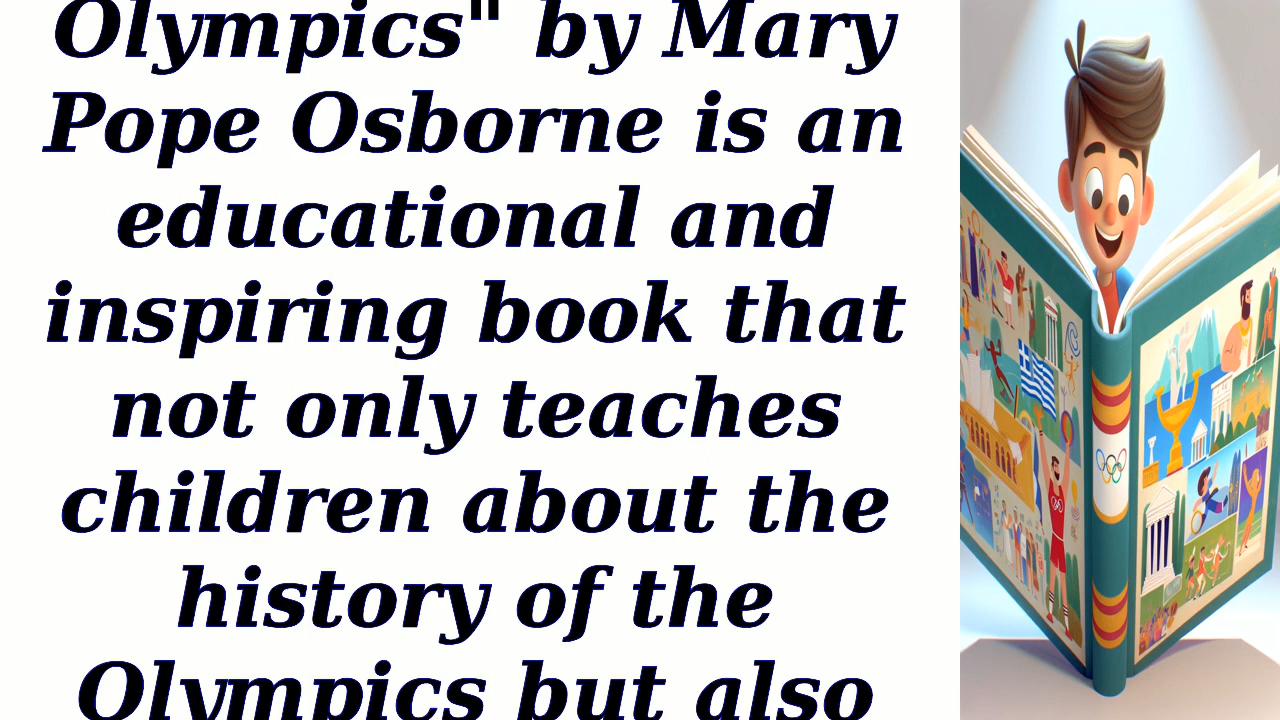 Olympics" by Mary
Pope Osborne is an
educational and
inspiring book that
not only teaches
children about the
history of the
Olympics but also